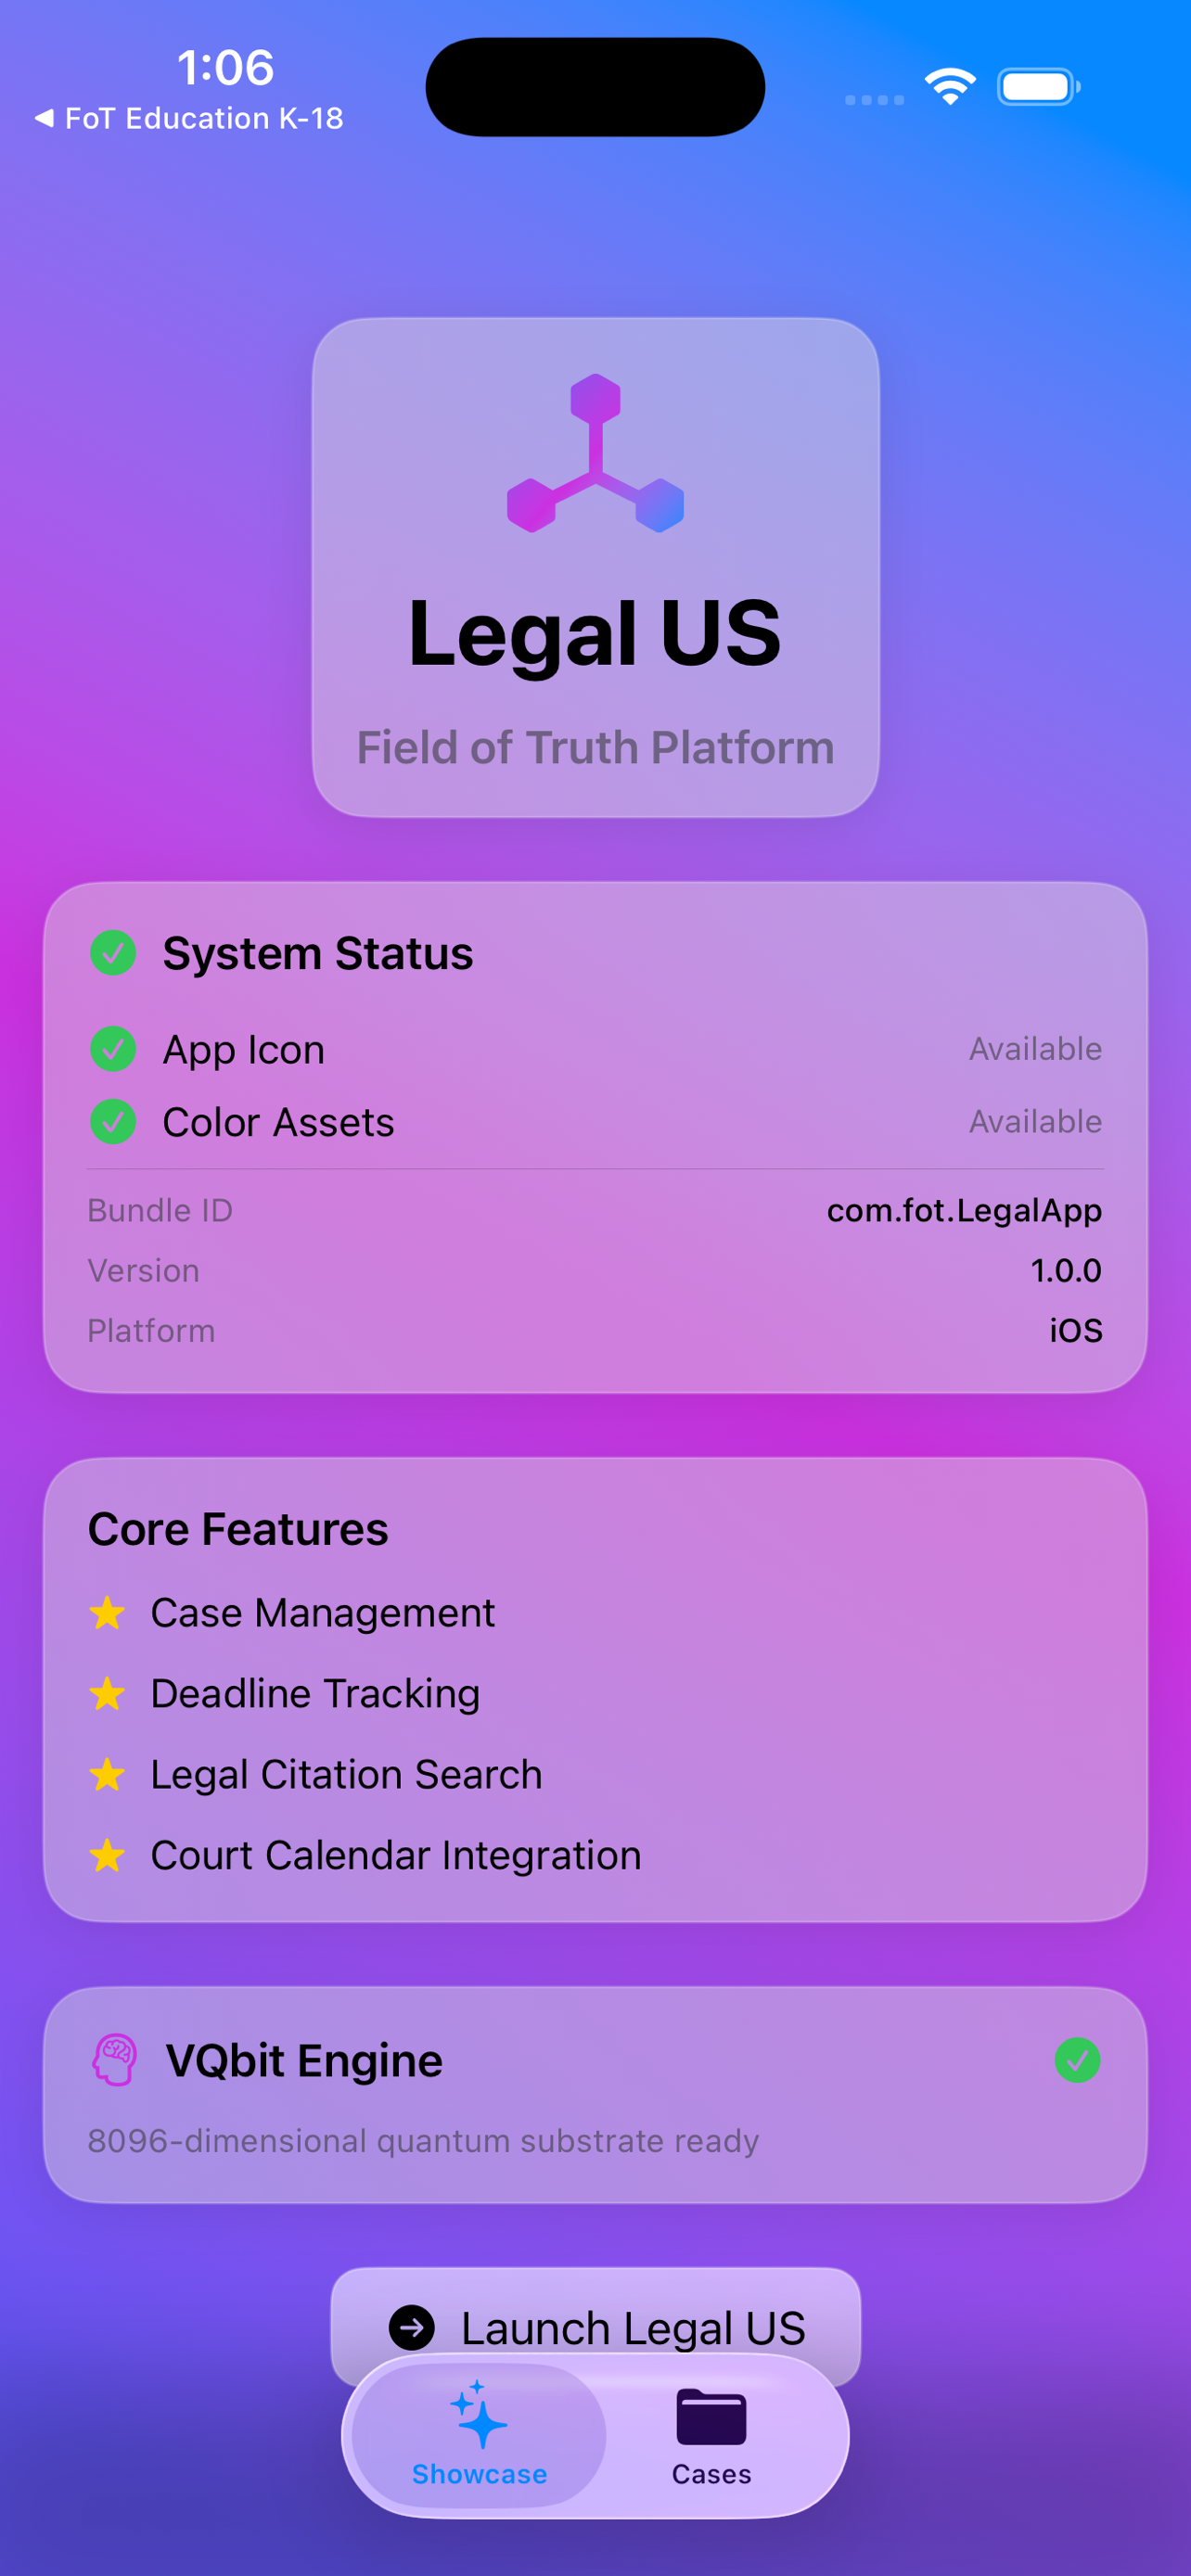 1:06
FoT Education K-18
Legal US
Field of Truth Platform
System Status
App Icon Available
Color Assets Available
Bundle ID com.fot.LegalApp
Version 1.0.0
Platform iOS
Core Features
Case Management
Deadline Tracking
Legal Citation Search
Court Calendar Integration
VQbit Engine
8096-dimensional quantum substrate ready
Launch Legal US
Showcase Cases